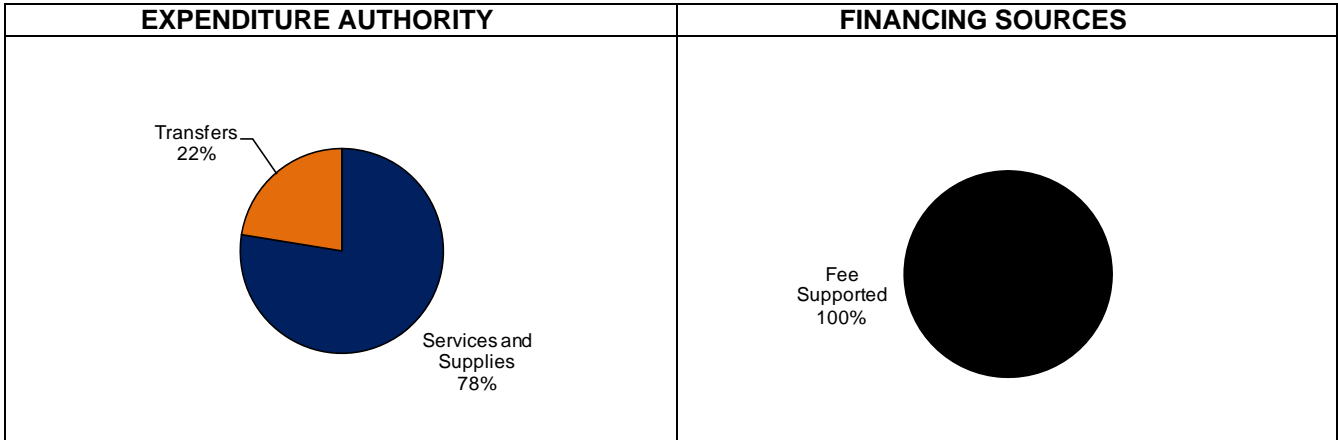 EXPENDITURE AUTHORITY
FINANCING SOURCES
Transfers
22%
Services and
Supplies
78%
Fee
Supported
100%